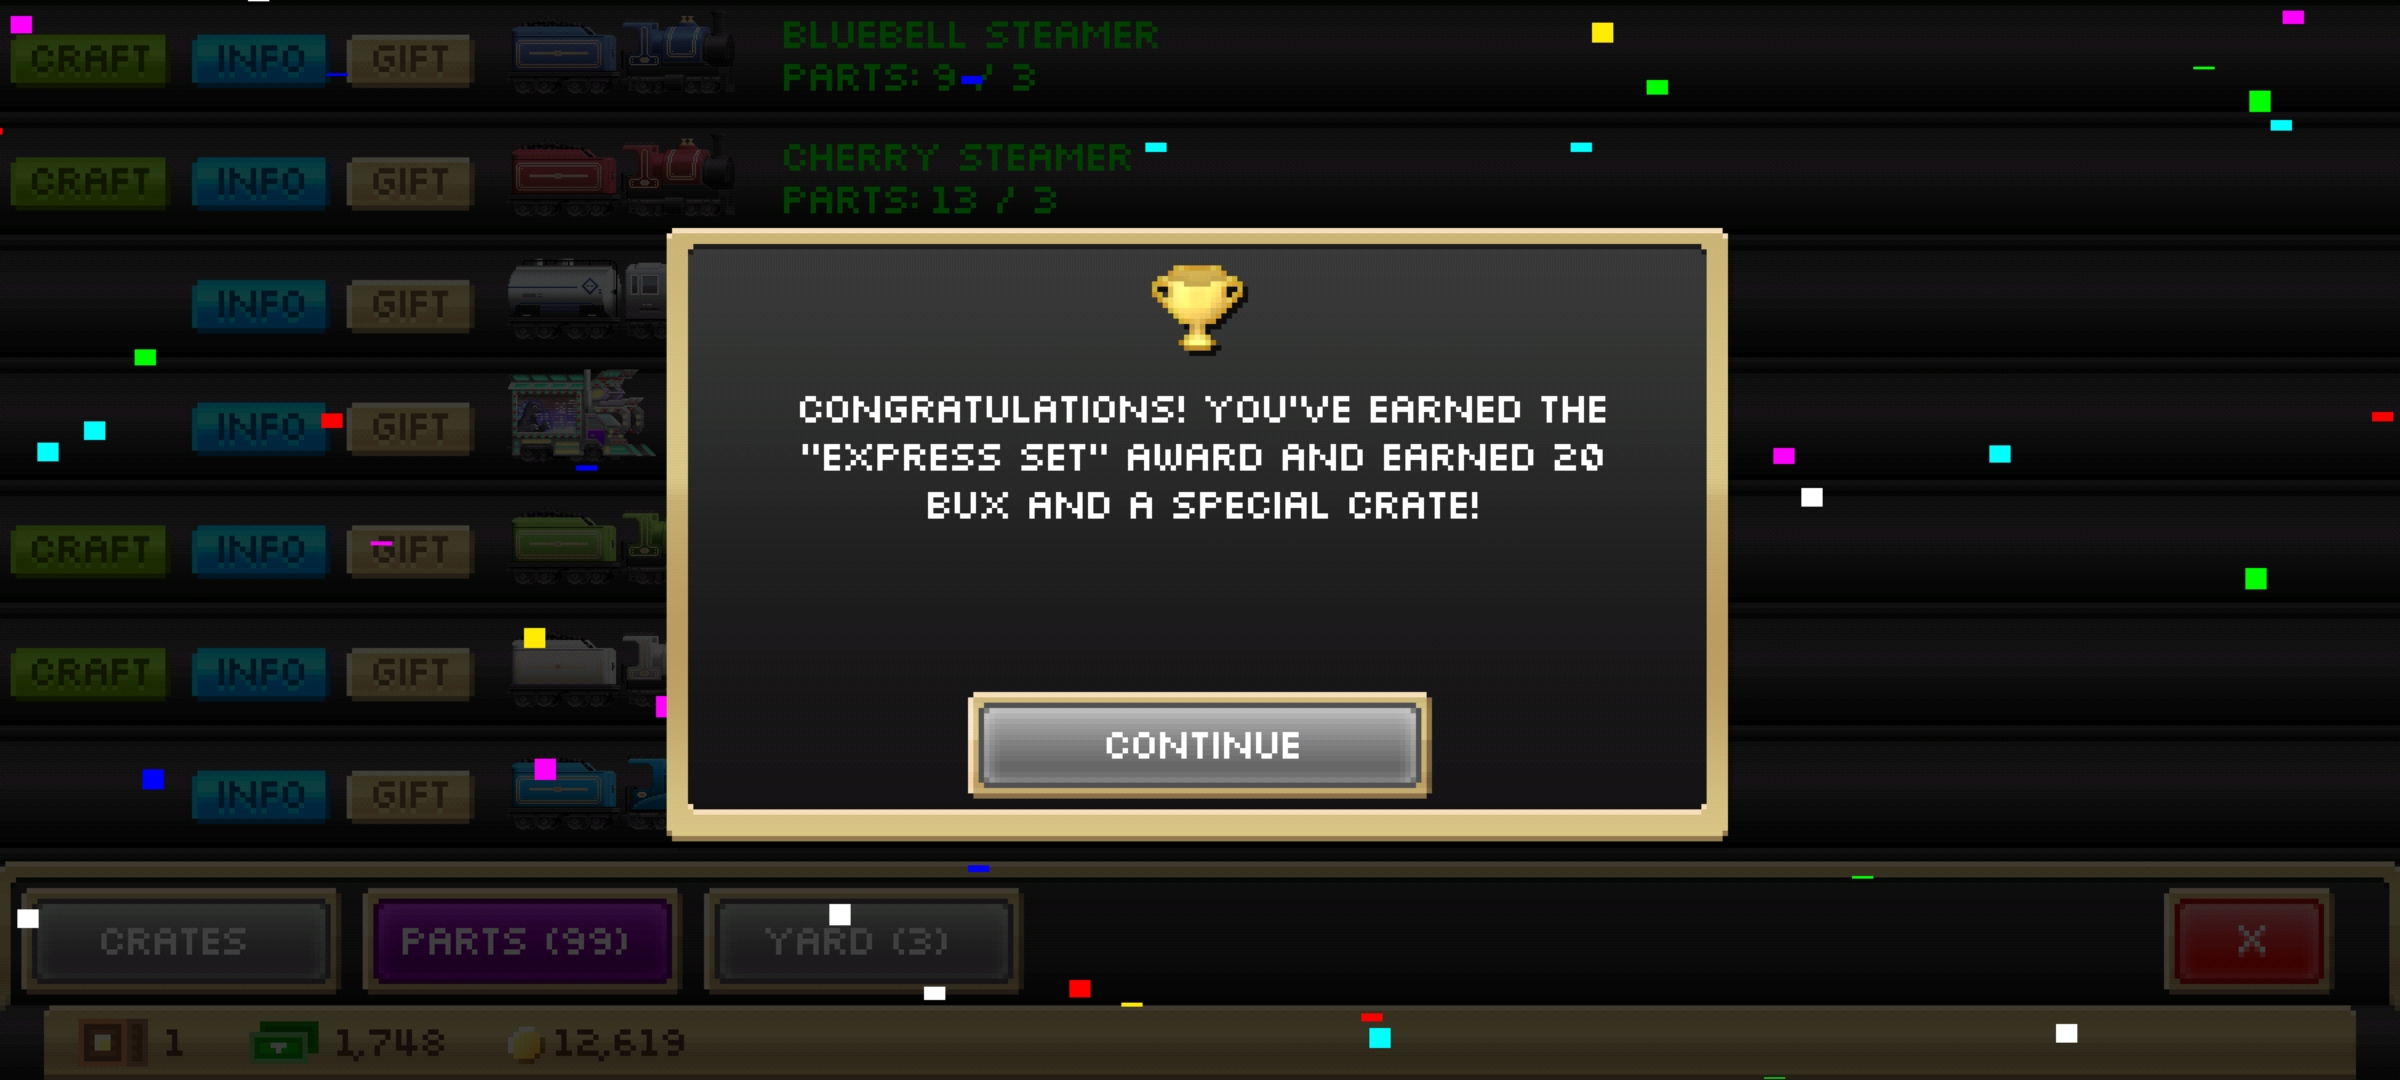 CRAFT INFO GIFT BLUEBELL STEAMER
PARTS: 9 / 3
CRAFT INFO GIFT CHERRY STEAMER
PARTS: 13 / 3
INFO GIFT
INFO GIFT
CRAFT INFO GIFT
CRAFT INFO GIFT
INFO GIFT
CONGRATULATIONS! YOU'VE EARNED THE
"EXPRESS SET" AWARD AND EARNED 20
BUX AND A SPECIAL CRATE!
CONTINUE
CRATES PARTS (99) YARD (3) X
1 1,748 12,619